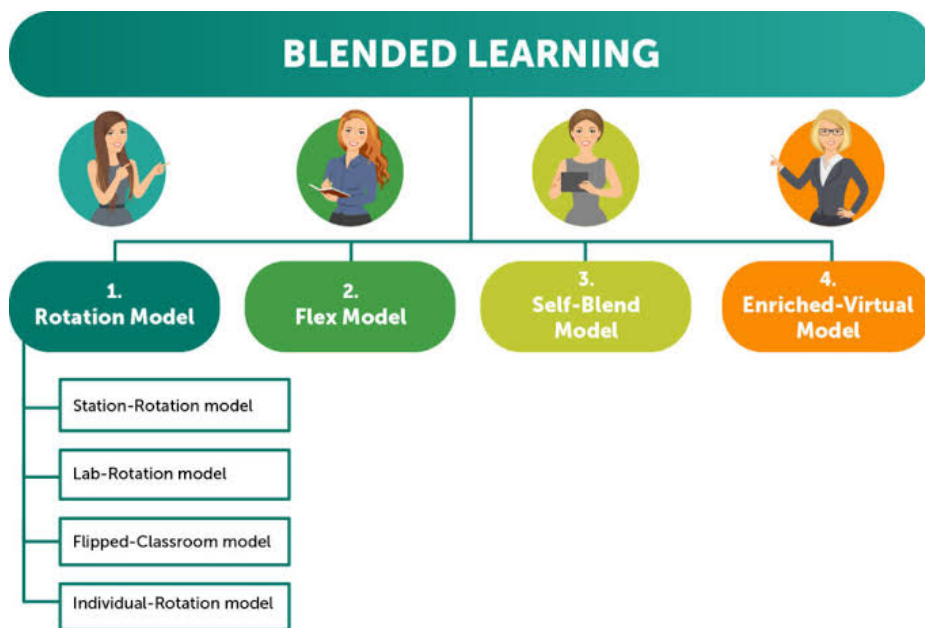 BLENDED LEARNING
1.
Rotation Model
2.
Flex Model
3.
Self-Blend
Model
4.
Enriched-Virtual
Model
Station-Rotation model
Lab-Rotation model
Flipped-Classroom model
Individual-Rotation model